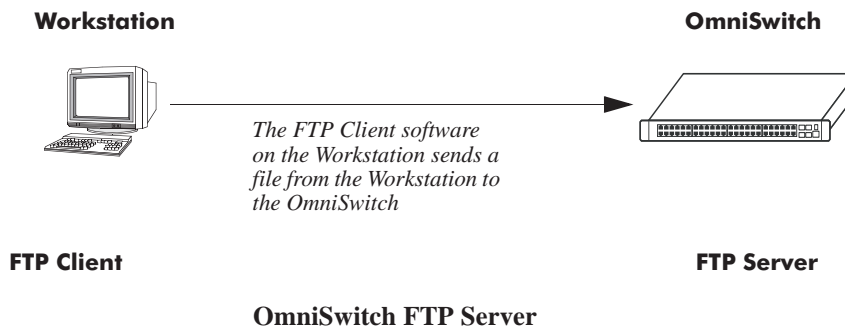 Workstation
OmniSwitch
The FTP Client software
on the Workstation sends a
file from the Workstation to
the OmniSwitch
FTP Client
FTP Server
OmniSwitch FTP Server